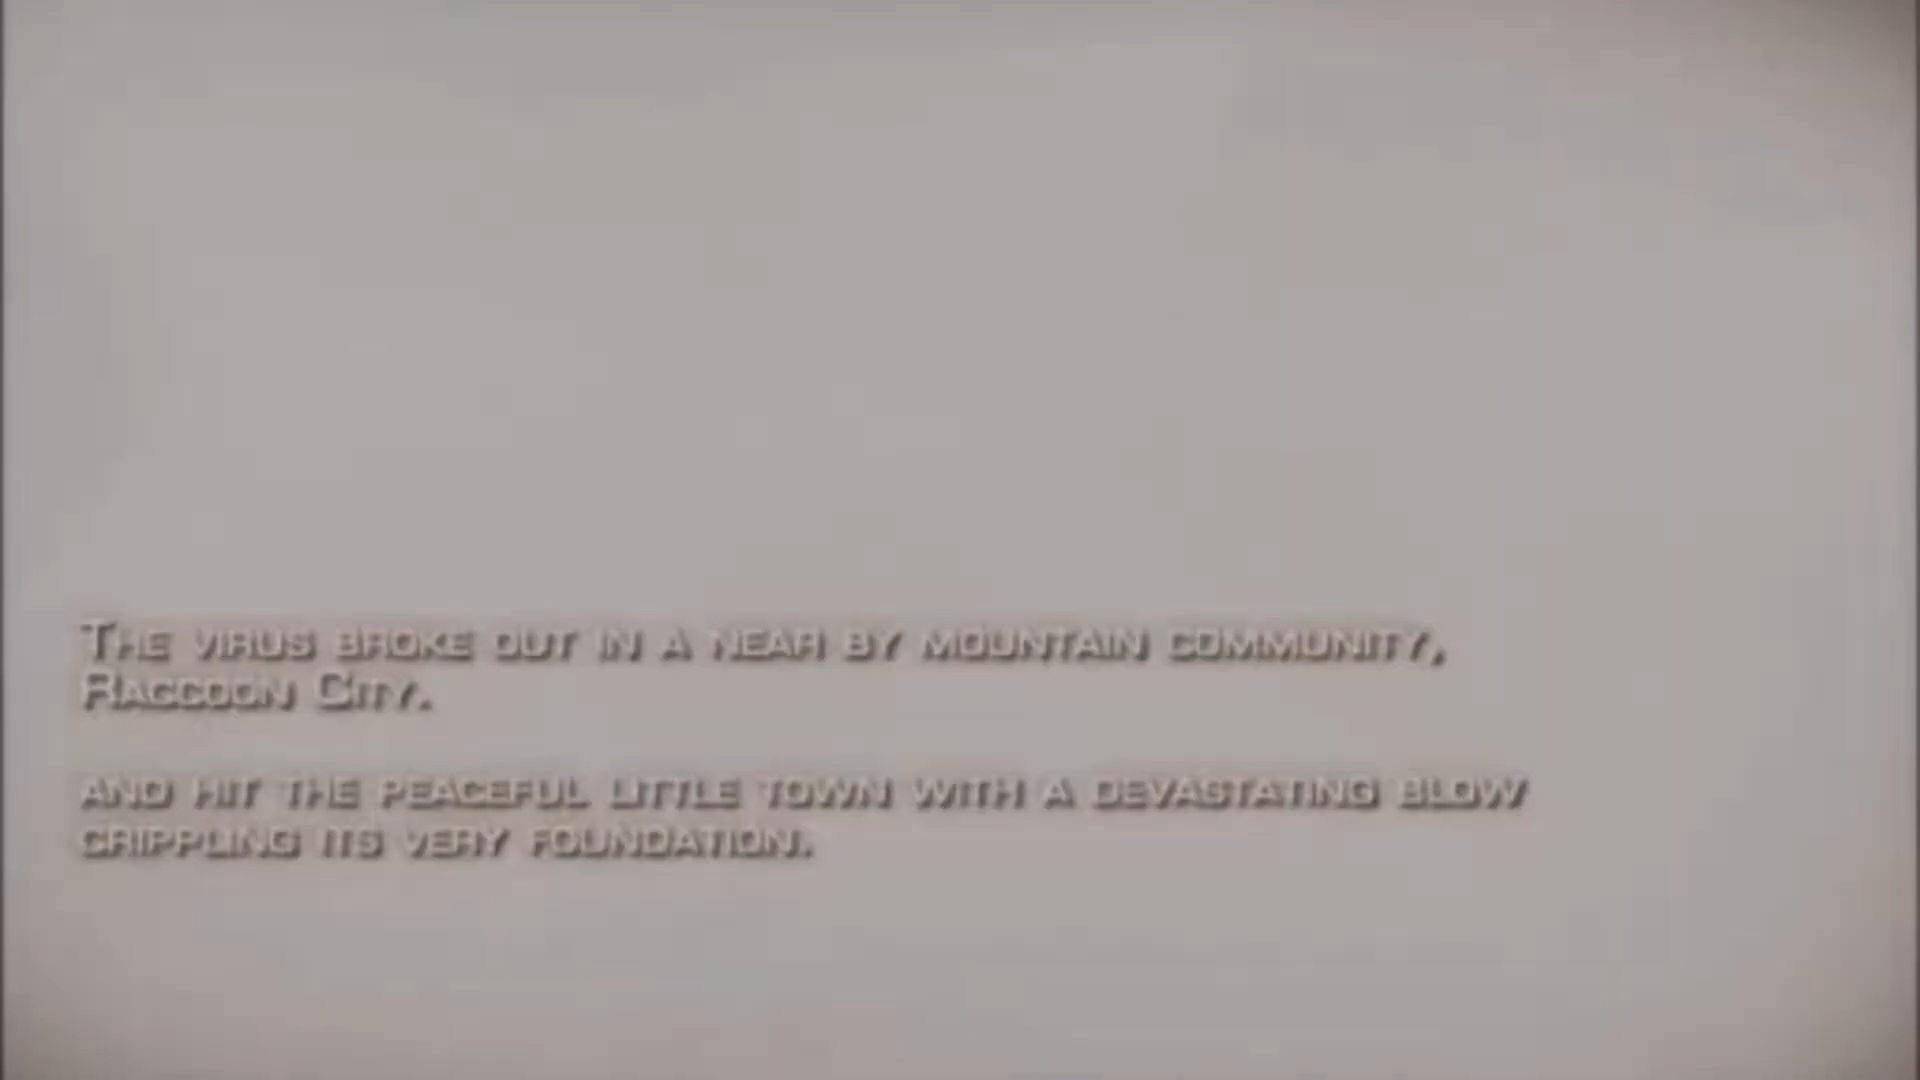 The virus broke out in a near by mountain community,
Raccoon City.
and hit the peaceful little town with a devastating blow
crippling its very foundation.